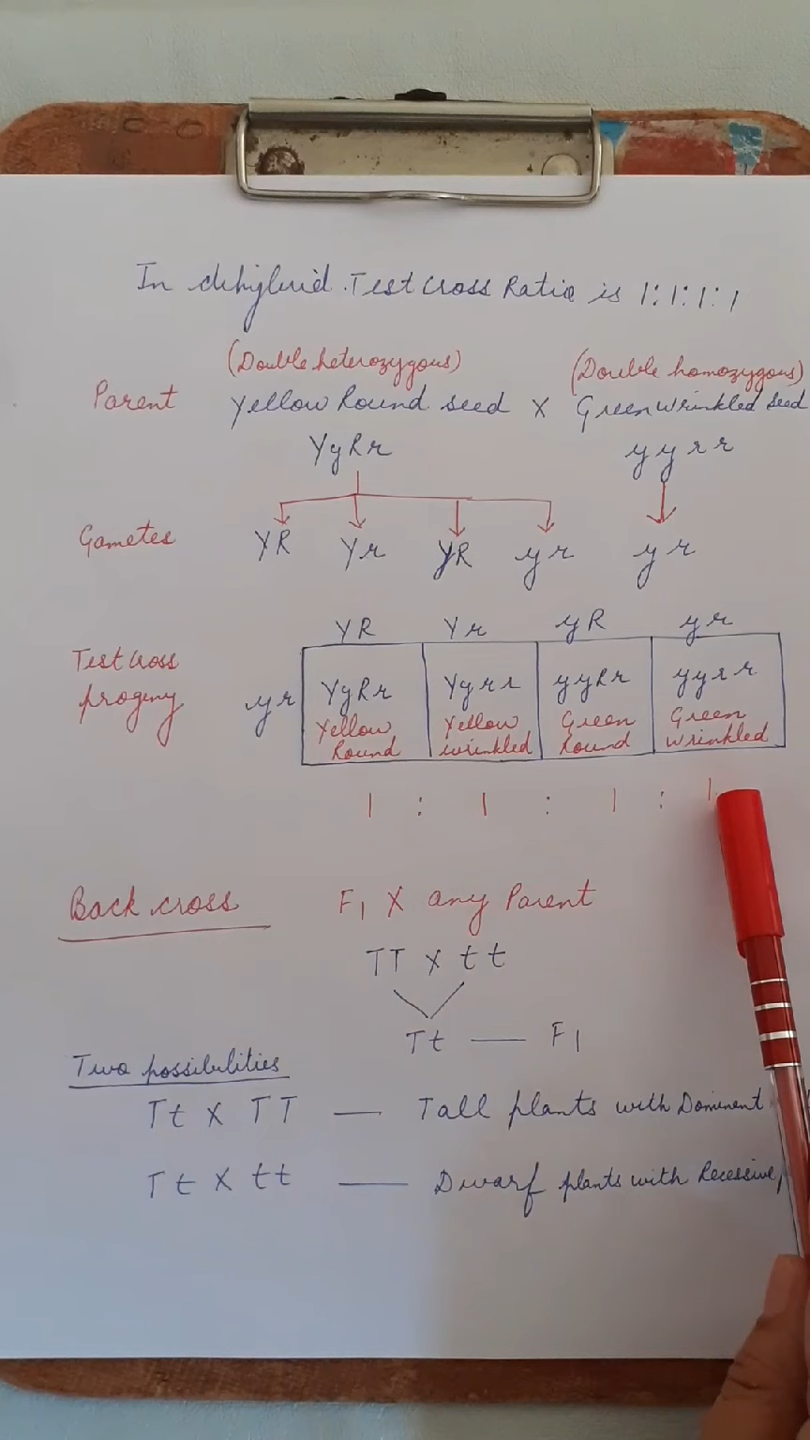 In dihybrid Test Cross Ratio is 1:1:1:1
(Double heterozygous) (Double homozygous)
Parent Yellow Round seed X Green wrinkled seed
YyRr yyrr
Gametes YR Yr yR yr yr
YR Yr yR yr
Test cross progeny
yr YyRr Yyrr yyRr yyrr
Yellow Round Yellow wrinkled Green Round Green wrinkled
1 : 1 : 1 : 1
Back cross F1 X any Parent
TT X tt
Tt — F1
Two possibilities
Tt X TT — Tall plants with Dominent
Tt X tt — Dwarf plants with Recessive